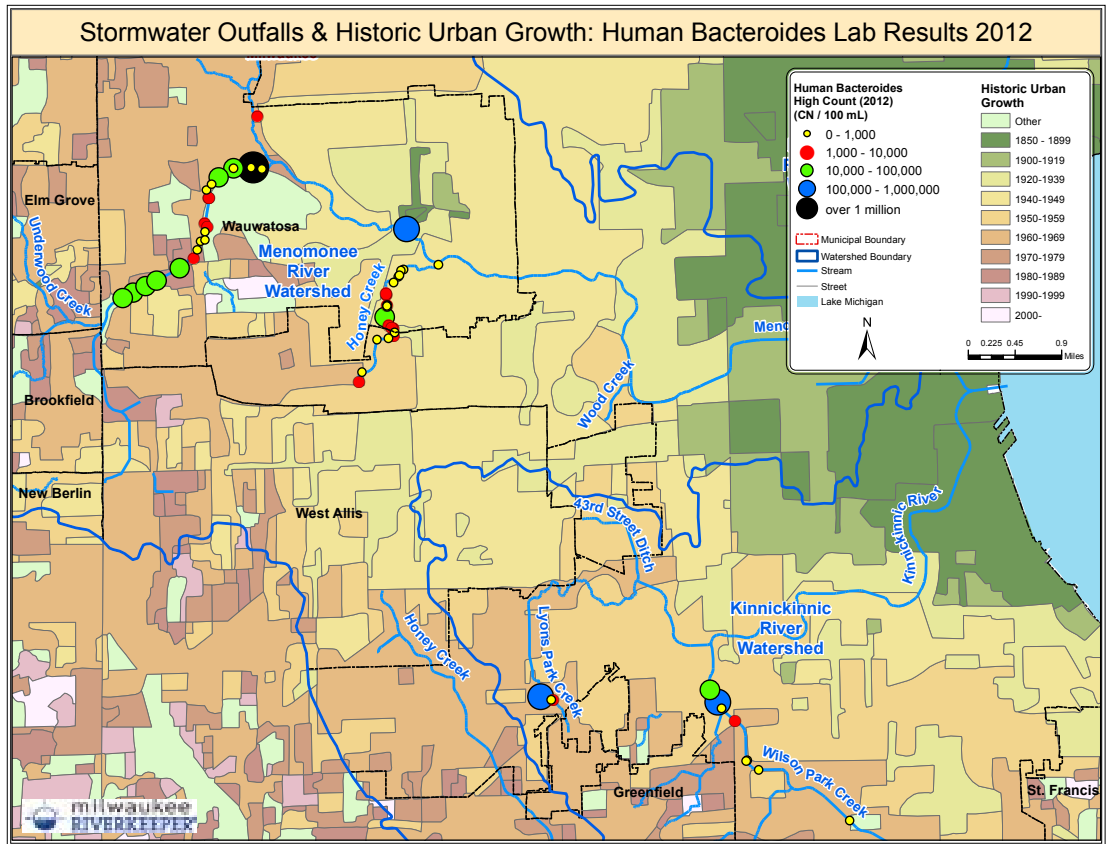 Stormwater Outfalls & Historic Urban Growth: Human Bacteroides Lab Results 2012
Human Bacteroides
High Count (2012)
(CN / 100 mL)
0 - 1,000
1,000 - 10,000
10,000 - 100,000
100,000 - 1,000,000
over 1 million
Municipal Boundary
Watershed Boundary
Stream
Street
Lake Michigan
Historic Urban
Growth
Other
1850 - 1899
1900-1919
1920-1939
1940-1949
1950-1959
1960-1969
1970-1979
1980-1989
1990-1999
2000-
N
0 0.225 0.45 0.9
Miles
Elm Grove
Underwood Creek
Wauwatosa
Menomonee
River
Watershed
Honey Creek
Brookfield
Wood Creek
New Berlin
West Allis
43rd Street Ditch
Kinnickinnic River
Kinnickinnic
River
Watershed
Honey Creek
Lyons Park Creek
Wilson Park Creek
Greenfield
St. Francis
milwaukee
RIVERKEEPER